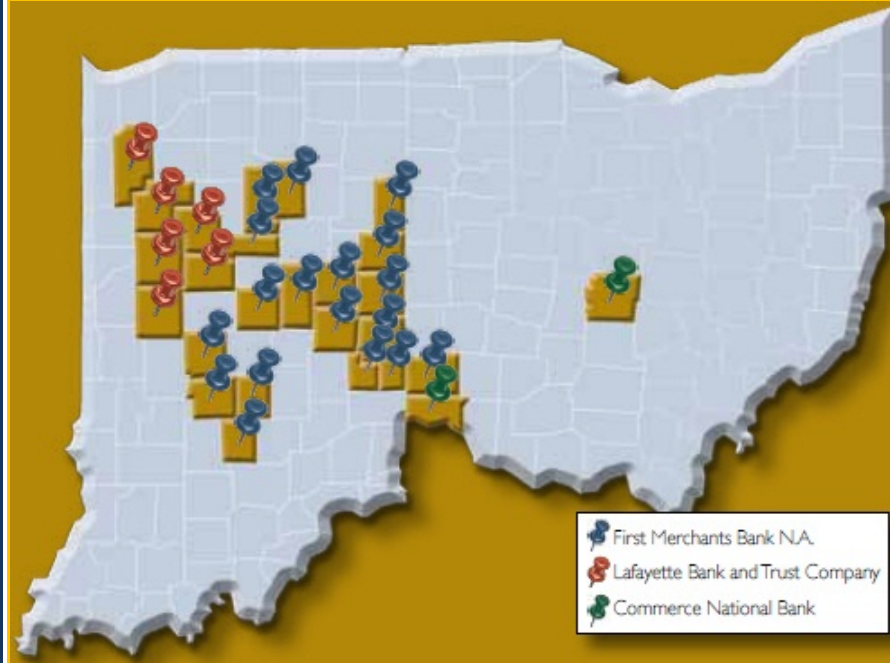 First Merchants Bank N.A.
Lafayette Bank and Trust Company
Commerce National Bank